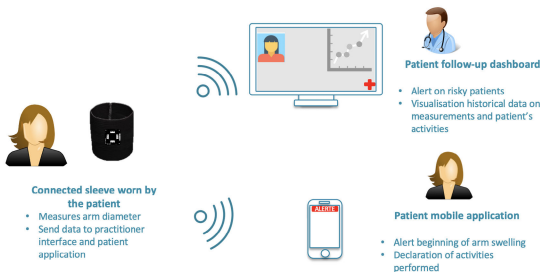 Patient follow-up dashboard
• Alert on risky patients
• Visualisation historical data on
measurements and patient's
activities
Connected sleeve worn by
the patient
• Measures arm diameter
• Send data to practitioner
interface and patient
application
ALERTE
Patient mobile application
• Alert beginning of arm swelling
• Declaration of activities
performed